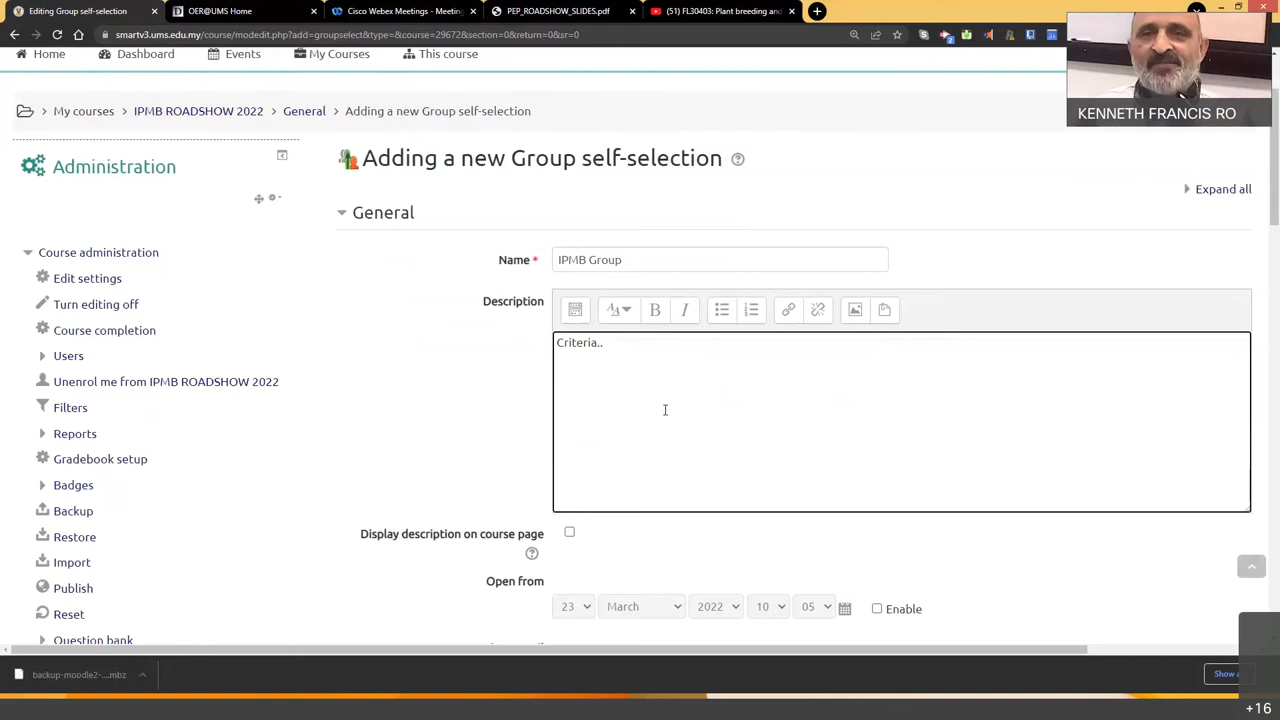 Editing Group self-selection
OER@UMS Home
Cisco Webex Meetings - Meeting
PEP_ROADSHOW_SLIDES.pdf
(51) FL30403: Plant breeding and
smartv3.ums.edu.my/course/modedit.php?add=groupselect&type=&course=29672&section=0&return=0&sr=0
Home
Dashboard
Events
My Courses
This course
KENNETH FRANCIS RO
My courses
IPMB ROADSHOW 2022
General
Adding a new Group self-selection
Administration
Adding a new Group self-selection
Expand all
General
Name *
IPMB Group
Description
Criteria..
Course administration
Edit settings
Turn editing off
Course completion
Users
Unenrol me from IPMB ROADSHOW 2022
Filters
Reports
Gradebook setup
Badges
Backup
Restore
Import
Publish
Reset
Question bank
Display description on course page
Open from
23 March 2022 10 05 Enable
backup-moodle2-....mbz
Show
+16